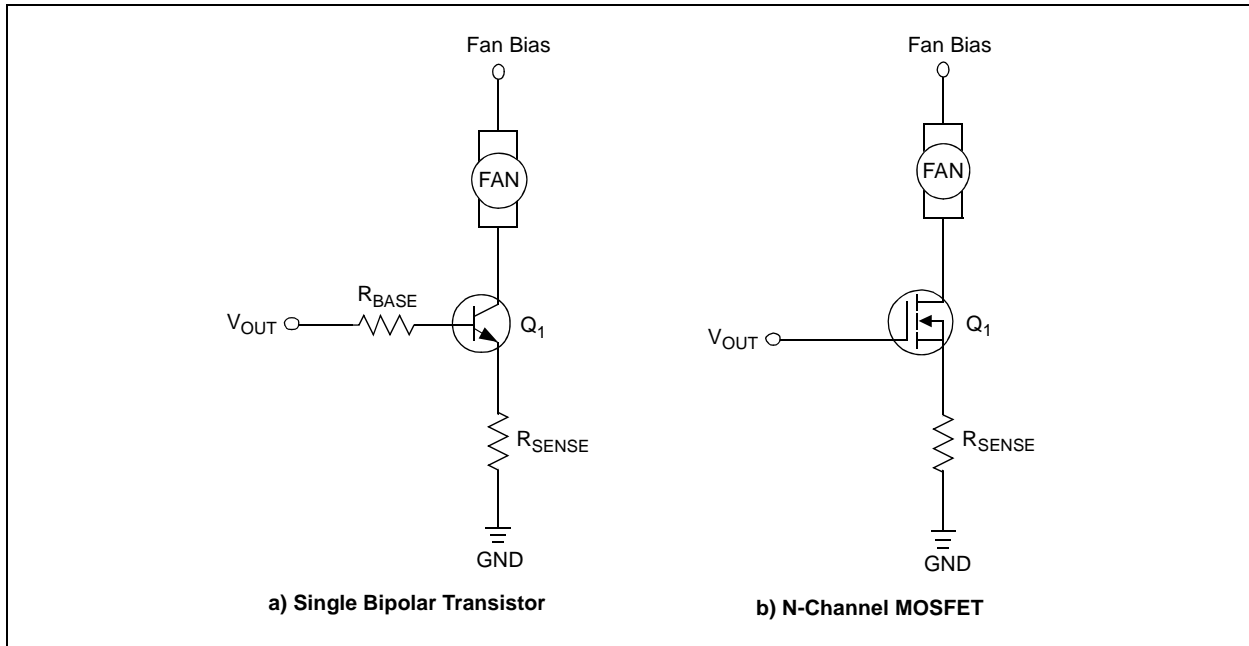 Fan Bias
FAN
R_BASE
V_OUT
Q_1
R_SENSE
GND
a) Single Bipolar Transistor
Fan Bias
FAN
V_OUT
Q_1
R_SENSE
GND
b) N-Channel MOSFET